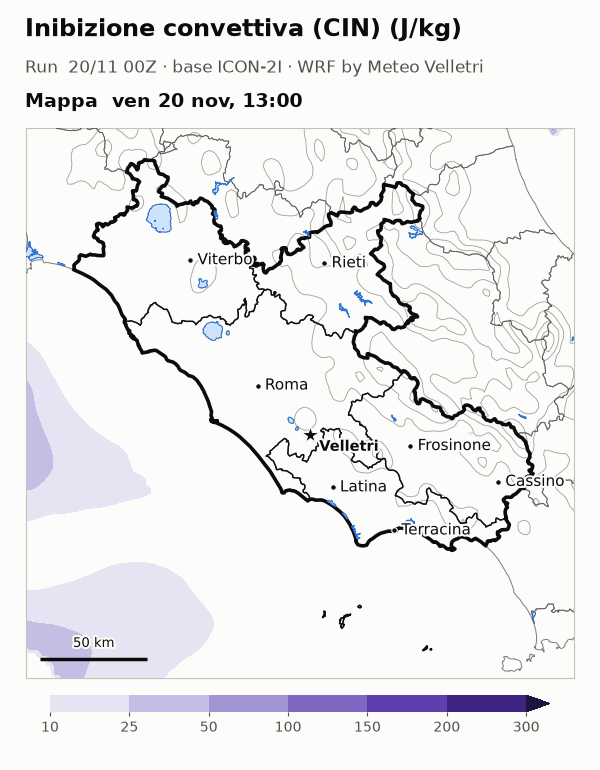 Inibizione convettiva (CIN) (J/kg)
Run  20/11 00Z · base ICON-2I · WRF by Meteo Velletri
Mappa  ven 20 nov, 13:00
Viterbo
Rieti
Roma
Velletri
Frosinone
Cassino
Latina
Terracina
50 km
10 25 50 100 150 200 300